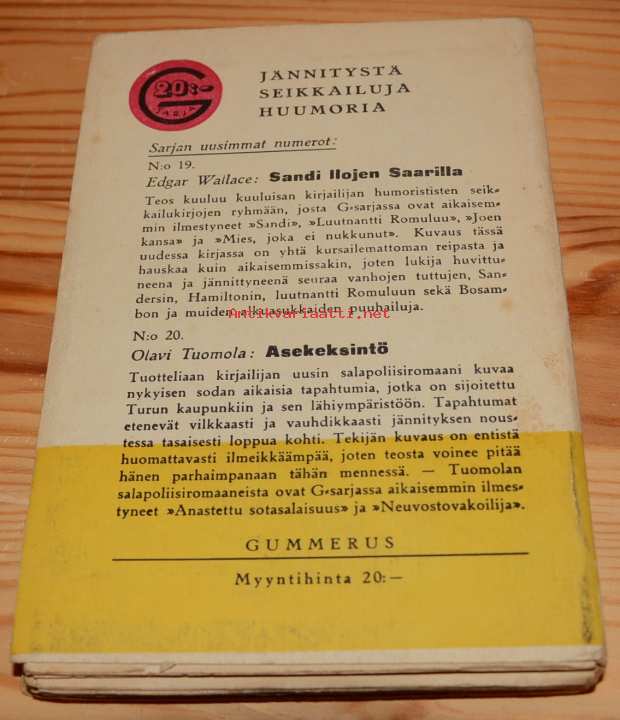 20:-
G
SARJA
JÄNNITYSTÄ
SEIKKAILUJA
HUUMORIA
Sarjan uusimmat numerot:
N:o 19.
Edgar Wallace: Sandi Ilojen Saarilla
Teos kuuluu kuuluisan kirjailijan humorististen seik-
kailukirjojen ryhmään, josta G-sarjassa ovat aikaisem-
min ilmestyneet »Sandi», »Luutnantti Romuluu», »Joen
kansa» ja »Mies, joka ei nukkunut». Kuvaus tässä
uudessa kirjassa on yhtä kursailemattoman reipasta ja
hauskaa kuin aikaisemmissakin, joten lukija huvittu-
neena ja jännittyneenä seuraa vanhojen tuttujen, San-
dersin, Hamiltonin, luutnantti Romuluun sekä Bosam-
bon ja muiden alkuasukkaiden puuhailuja.
Antikvariaatti.net
N:o 20.
Olavi Tuomola: Asekeksintö
Tuotteliaan kirjailijan uusin salapoliisiromaani kuvaa
nykyisen sodan aikaisia tapahtumia, jotka on sijoitettu
Turun kaupunkiin ja sen lähiympäristöön. Tapahtumat
etenevät vilkkaasti ja vauhdikkaasti jännityksen nous-
tessa tasaisesti loppua kohti. Tekijän kuvaus on entistä
huomattavasti ilmeikkäämpää, joten teosta voinee pitää
hänen parhaimpanaan tähän mennessä. — Tuomolan
salapoliisiromaaneista ovat G-sarjassa aikaisemmin ilmes-
tyneet »Anastettu sotasalaisuus» ja »Neuvostovakoilija».
GUMMERUS
Myyntihinta 20:—